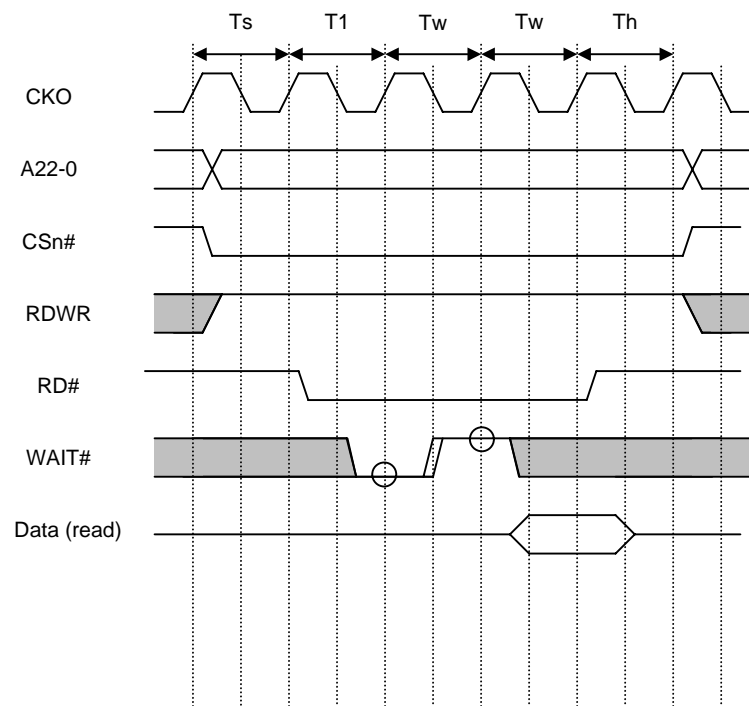 Ts T1 Tw Tw Th
CKO
A22-0
CSn#
RDWR
RD#
WAIT#
Data (read)